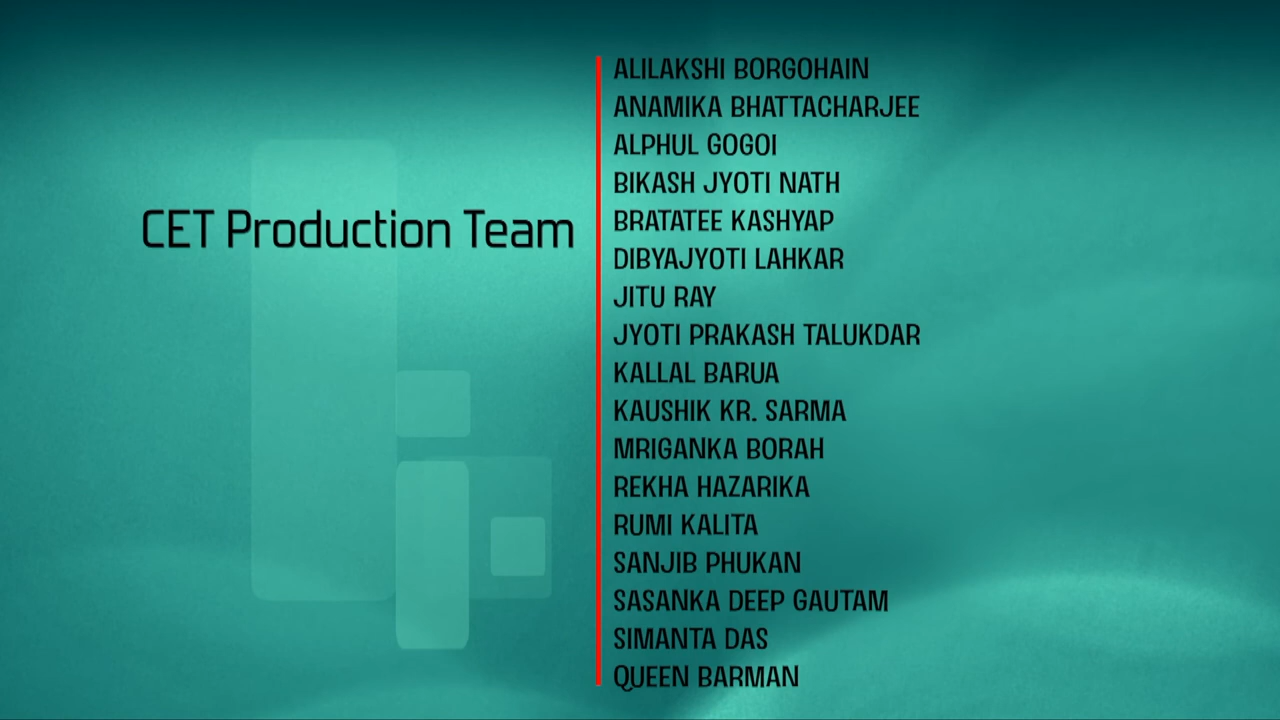 CET Production Team
ALILAKSHI BORGOHAIN
ANAMIKA BHATTACHARJEE
ALPHUL GOGOI
BIKASH JYOTI NATH
BRATATEE KASHYAP
DIBYAJYOTI LAHKAR
JITU RAY
JYOTI PRAKASH TALUKDAR
KALLAL BARUA
KAUSHIK KR. SARMA
MRIGANKA BORAH
REKHA HAZARIKA
RUMI KALITA
SANJIB PHUKAN
SASANKA DEEP GAUTAM
SIMANTA DAS
QUEEN BARMAN